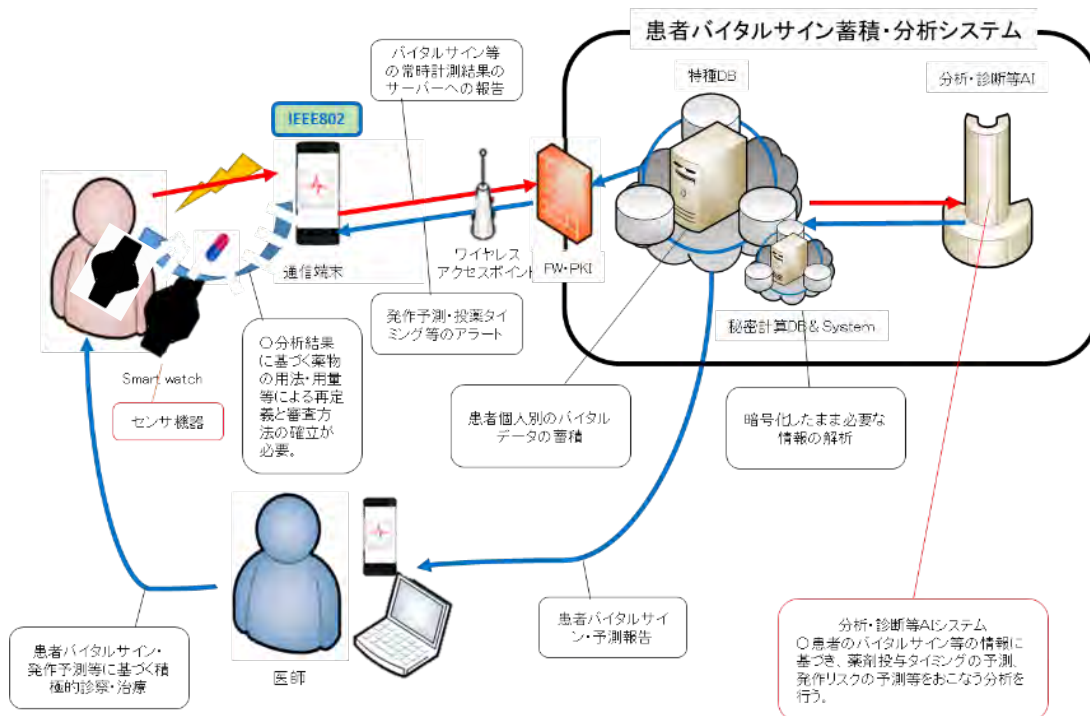 患者バイタルサイン蓄積・分析システム
バイタルサイン等
の常時計測結果の
サーバーへの報告
特種DB
分析・診断等AI
IEEE802
通信端末
ワイヤレス
アクセスポイント
FW・PKI
秘密計算DB & System
発作予測・投薬タイ
ミング等のアラート
Smart watch
センサ機器
〇分析結果
に基づく薬物
の用法・用量
等による再定
義と審査方
法の確立が
必要。
患者個人別のバイタル
データの蓄積
暗号化したまま必要な
情報の解析
患者バイタルサイン・
発作予測等に基づく積
極的診察・治療
医師
患者バイタルサイ
ン・予測報告
分析・診断等AIシステム
〇患者のバイタルサイン等の情報に
基づき、薬剤投与タイミングの予測、
発作リスクの予測等をおこなう分析を
行う。